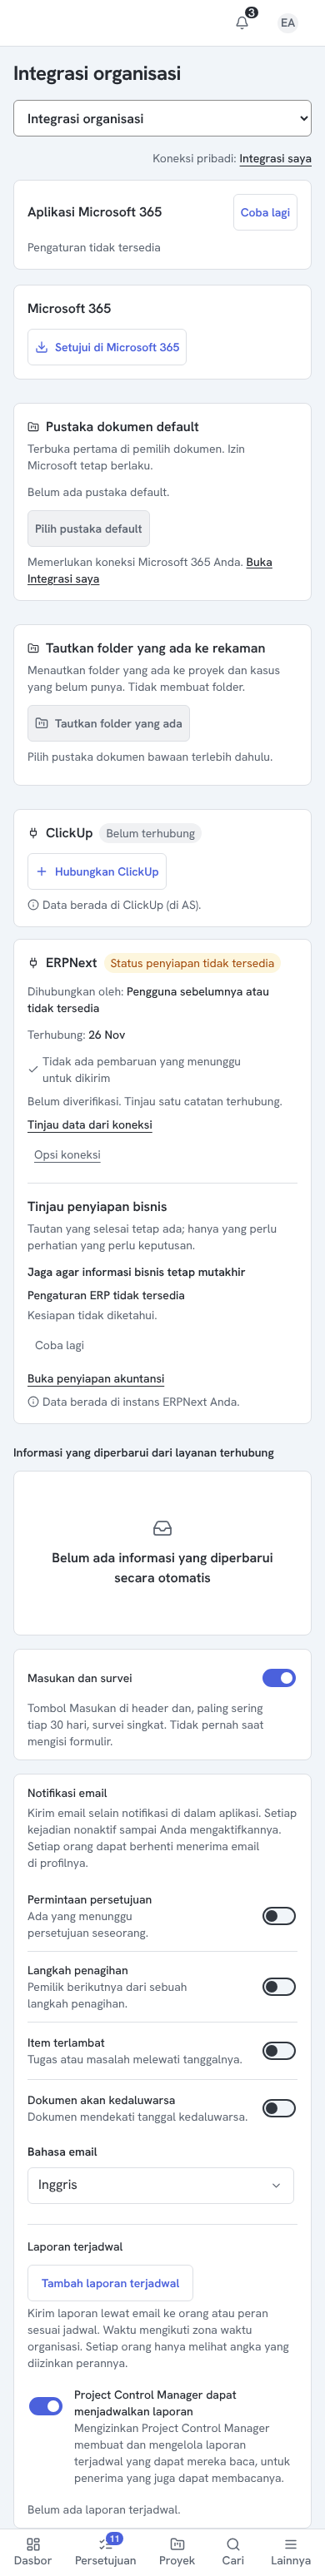 3
EA
Integrasi organisasi
Integrasi organisasi
Koneksi pribadi: Integrasi saya
Aplikasi Microsoft 365
Coba lagi
Pengaturan tidak tersedia
Microsoft 365
Setujui di Microsoft 365
Pustaka dokumen default
Terbuka pertama di pemilih dokumen. Izin
Microsoft tetap berlaku.
Belum ada pustaka default.
Pilih pustaka default
Memerlukan koneksi Microsoft 365 Anda. Buka
Integrasi saya
Tautkan folder yang ada ke rekaman
Menautkan folder yang ada ke proyek dan kasus
yang belum punya. Tidak membuat folder.
Tautkan folder yang ada
Pilih pustaka dokumen bawaan terlebih dahulu.
ClickUp
Belum terhubung
Hubungkan ClickUp
Data berada di ClickUp (di AS).
ERPNext
Status penyiapan tidak tersedia
Dihubungkan oleh: Pengguna sebelumnya atau
tidak tersedia
Terhubung: 26 Nov
Tidak ada pembaruan yang menunggu
untuk dikirim
Belum diverifikasi. Tinjau satu catatan terhubung.
Tinjau data dari koneksi
Opsi koneksi
Tinjau penyiapan bisnis
Tautan yang selesai tetap ada; hanya yang perlu
perhatian yang perlu keputusan.
Jaga agar informasi bisnis tetap mutakhir
Pengaturan ERP tidak tersedia
Kesiapan tidak diketahui.
Coba lagi
Buka penyiapan akuntansi
Data berada di instans ERPNext Anda.
Informasi yang diperbarui dari layanan terhubung
Belum ada informasi yang diperbarui
secara otomatis
Masukan dan survei
Tombol Masukan di header dan, paling sering
tiap 30 hari, survei singkat. Tidak pernah saat
mengisi formulir.
Notifikasi email
Kirim email selain notifikasi di dalam aplikasi. Setiap
kejadian nonaktif sampai Anda mengaktifkannya.
Setiap orang dapat berhenti menerima email
di profilnya.
Permintaan persetujuan
Ada yang menunggu
persetujuan seseorang.
Langkah penagihan
Pemilik berikutnya dari sebuah
langkah penagihan.
Item terlambat
Tugas atau masalah melewati tanggalnya.
Dokumen akan kedaluwarsa
Dokumen mendekati tanggal kedaluwarsa.
Bahasa email
Inggris
Laporan terjadwal
Tambah laporan terjadwal
Kirim laporan lewat email ke orang atau peran
sesuai jadwal. Waktu mengikuti zona waktu
organisasi. Setiap orang hanya melihat angka yang
diizinkan perannya.
Project Control Manager dapat
menjadwalkan laporan
Mengizinkan Project Control Manager
membuat dan mengelola laporan
terjadwal yang dapat mereka baca, untuk
penerima yang juga dapat membacanya.
Belum ada laporan terjadwal.
11
Dasbor
Persetujuan
Proyek
Cari
Lainnya